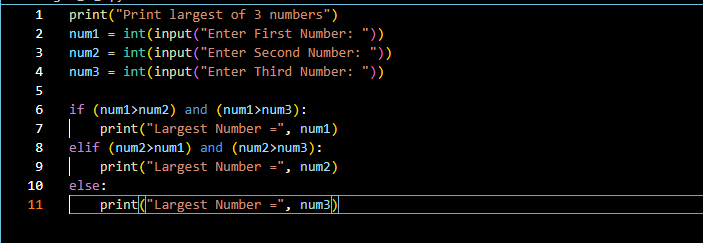 1 print("Print largest of 3 numbers")
2 num1 = int(input("Enter First Number: "))
3 num2 = int(input("Enter Second Number: "))
4 num3 = int(input("Enter Third Number: "))
5
6 if (num1>num2) and (num1>num3):
7     print("Largest Number =", num1)
8 elif (num2>num1) and (num2>num3):
9     print("Largest Number =", num2)
10 else:
11     print("Largest Number =", num3)